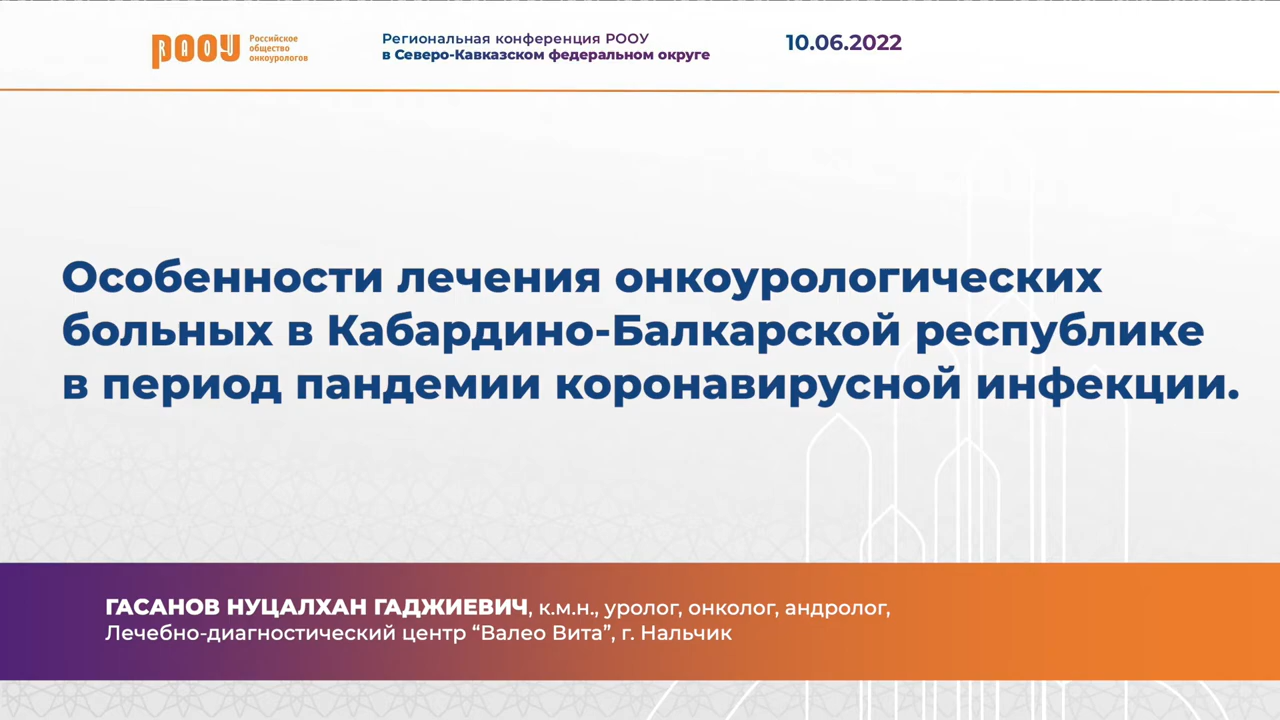 РООУ
RAOU
Российское
общество
онкоурологов
Региональная конференция РООУ
в Северо-Кавказском федеральном округе
10.06.2022
Особенности лечения онкоурологических
больных в Кабардино-Балкарской республике
в период пандемии коронавирусной инфекции.
ГАСАНОВ НУЦАЛХАН ГАДЖИЕВИЧ, к.м.н., уролог, онколог, андролог,
Лечебно-диагностический центр “Валео Вита”, г. Нальчик